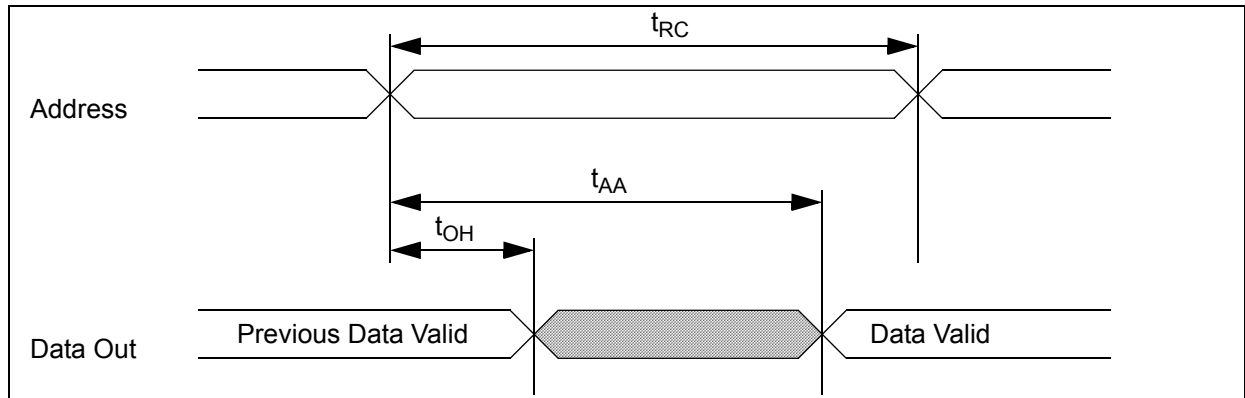 tRC
Address
tAA
tOH
Previous Data Valid
Data Valid
Data Out